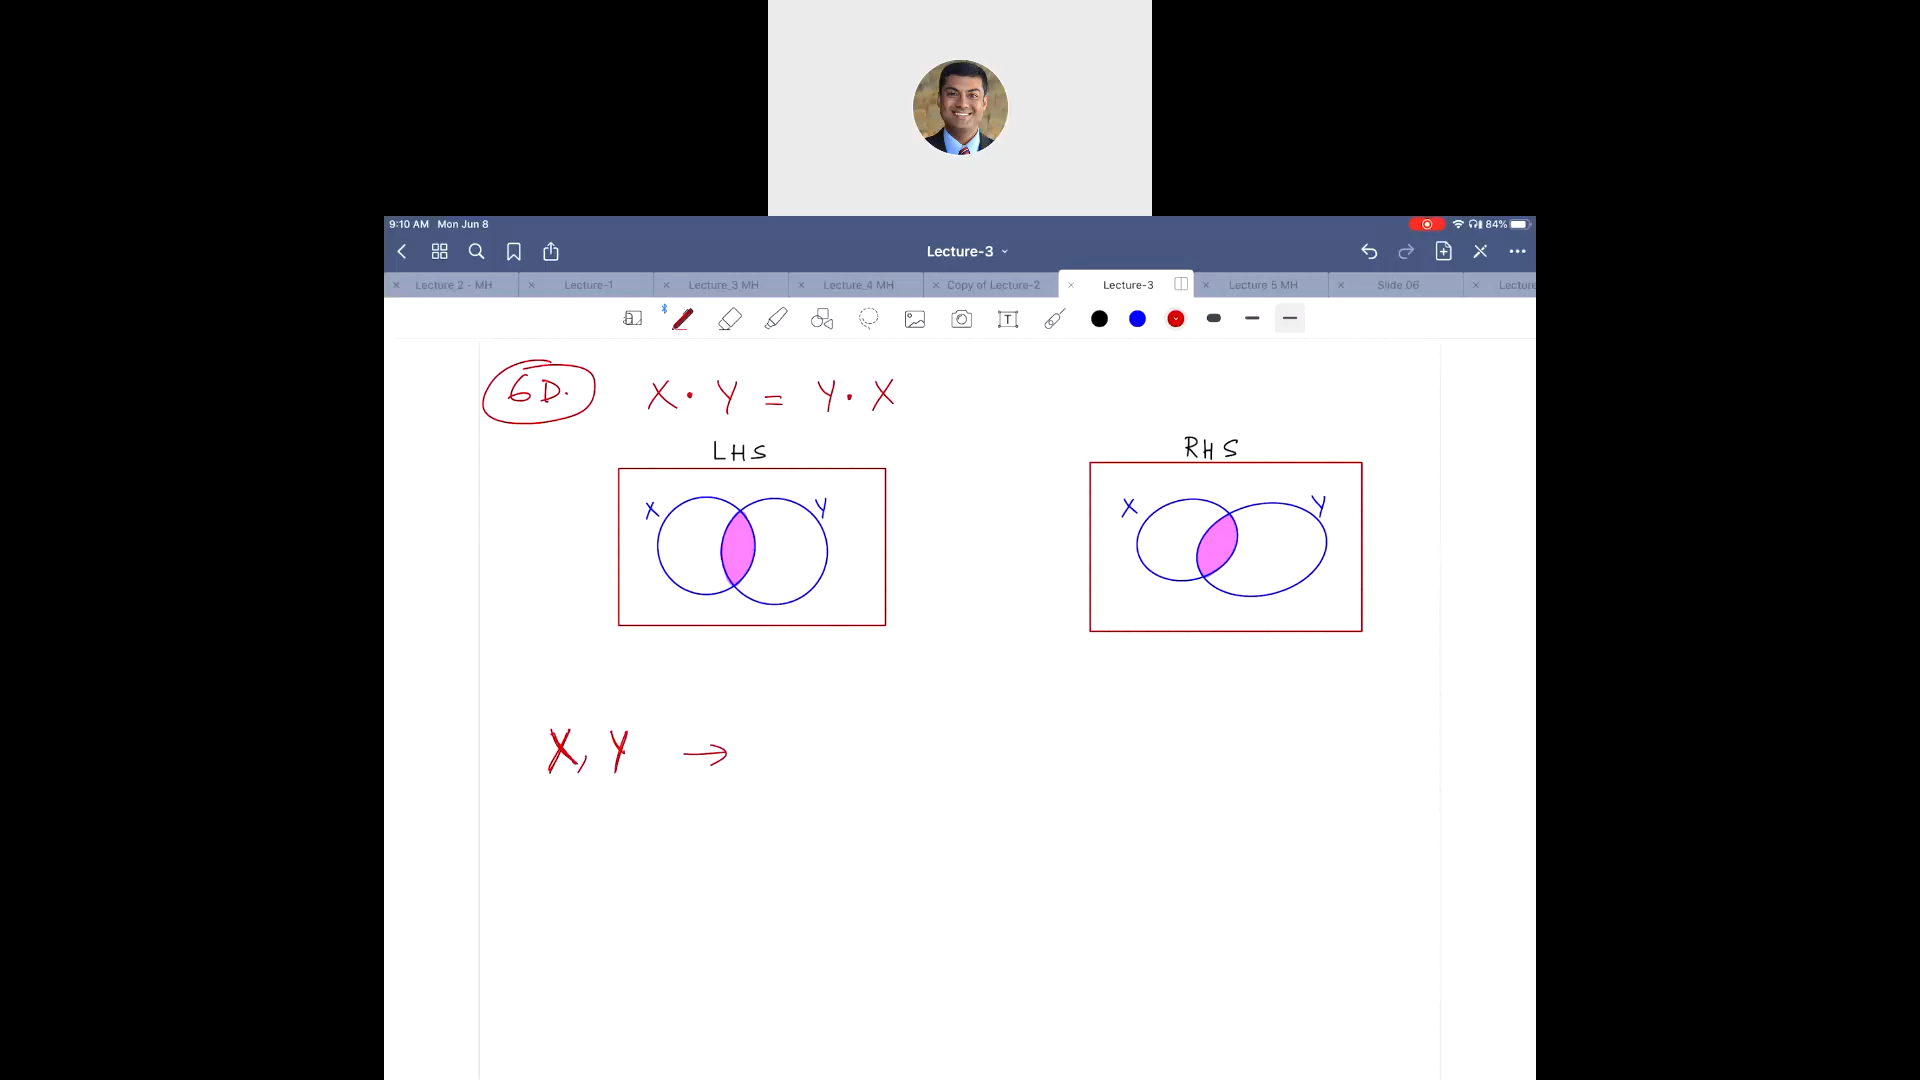 9:10 AM Mon Jun 8
84%
Lecture-3
Lecture_2 - MH
Lecture-1
Lecture_3 MH
Lecture_4 MH
Copy of Lecture-2
Lecture-3
Lecture 5 MH
Slide 06
Lecture
T
6D. X · Y = Y · X
LHS
RHS
X Y
X Y
X, Y →